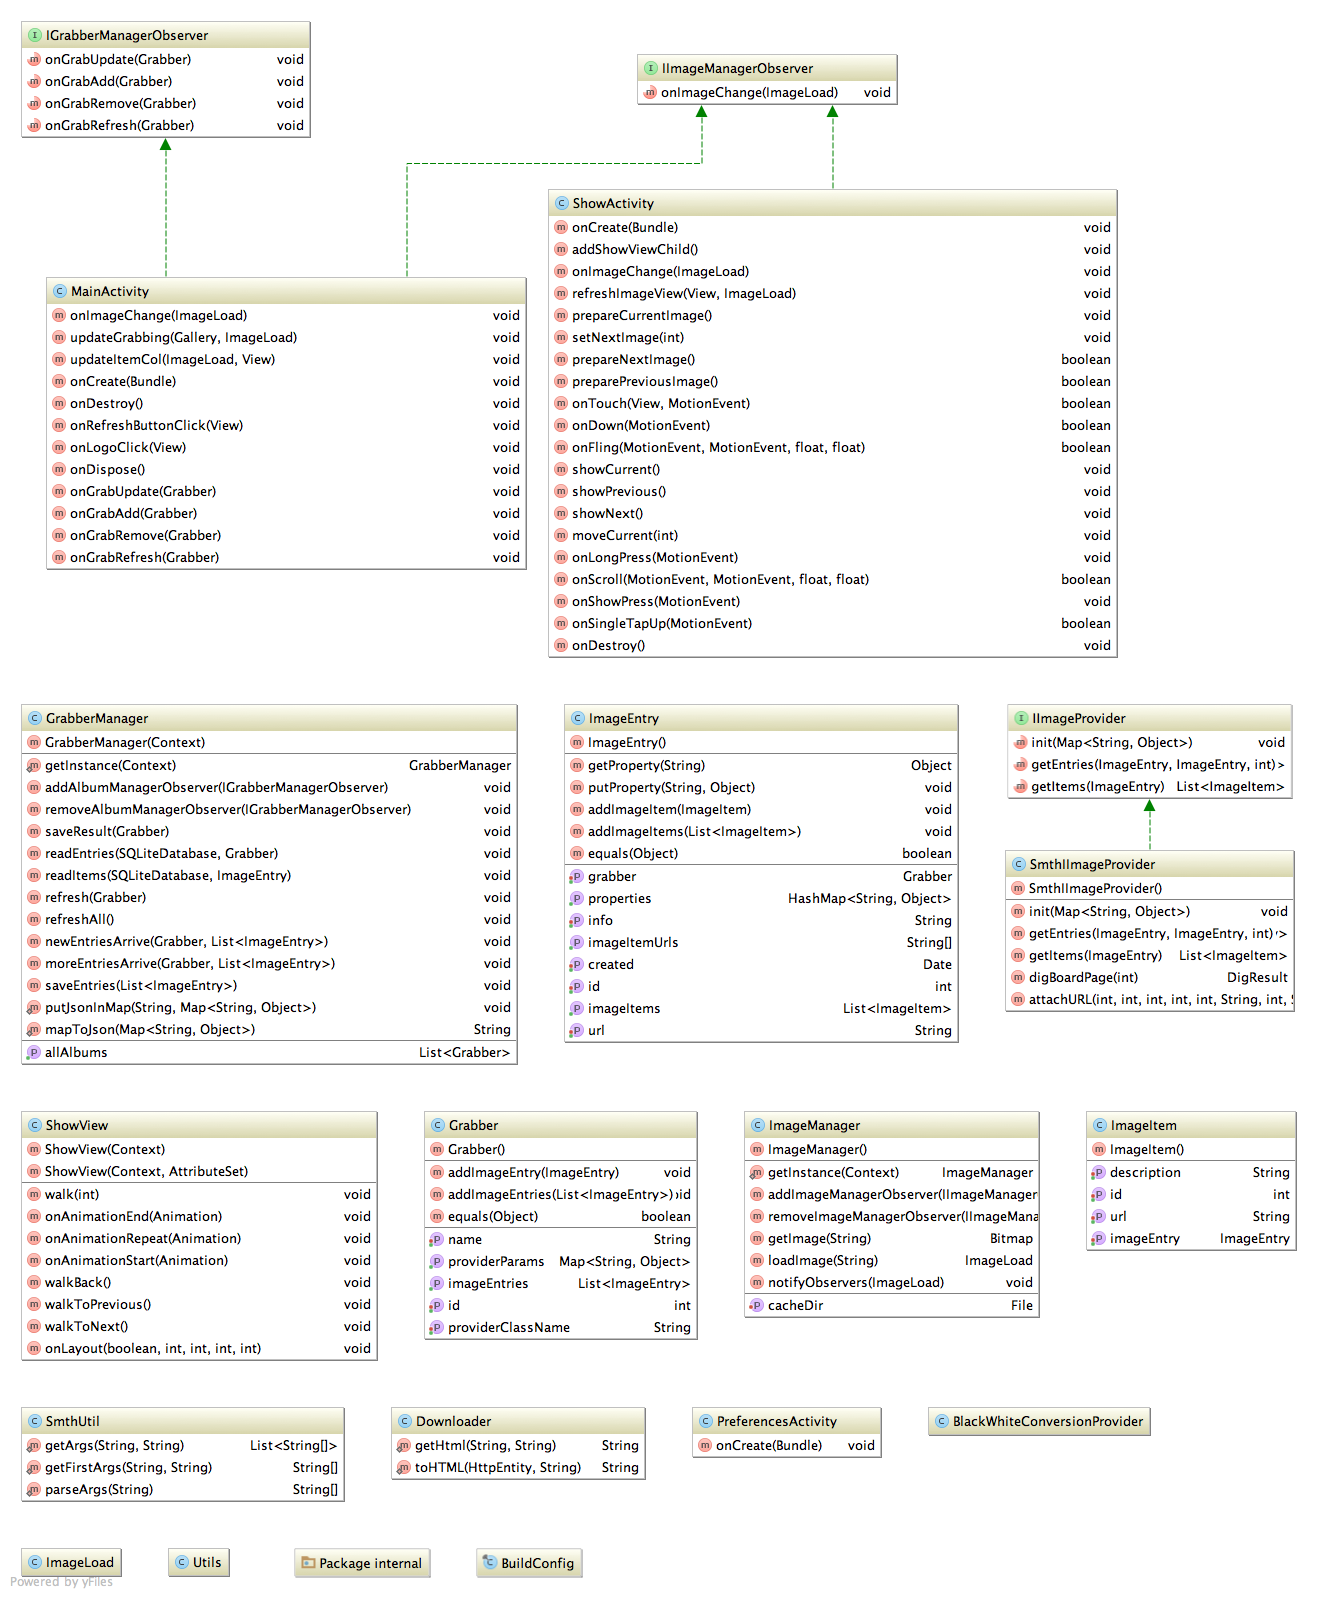 IGrabberManagerObserver
onGrabUpdate(Grabber) void
onGrabAdd(Grabber) void
onGrabRemove(Grabber) void
onGrabRefresh(Grabber) void
IImageManagerObserver
onImageChange(ImageLoad) void
ShowActivity
onCreate(Bundle) void
addShowViewChild() void
onImageChange(ImageLoad) void
refreshImageView(View, ImageLoad) void
prepareCurrentImage() void
setNextImage(int) void
prepareNextImage() boolean
preparePreviousImage() boolean
onTouch(View, MotionEvent) boolean
onDown(MotionEvent) boolean
onFling(MotionEvent, MotionEvent, float, float) boolean
showCurrent() void
showPrevious() void
showNext() void
moveCurrent(int) void
onLongPress(MotionEvent) void
onScroll(MotionEvent, MotionEvent, float, float) boolean
onShowPress(MotionEvent) void
onSingleTapUp(MotionEvent) boolean
onDestroy() void
MainActivity
onImageChange(ImageLoad) void
updateGrabbing(Gallery, ImageLoad) void
updateItemCol(ImageLoad, View) void
onCreate(Bundle) void
onDestroy() void
onRefreshButtonClick(View) void
onLogoClick(View) void
onDispose() void
onGrabUpdate(Grabber) void
onGrabAdd(Grabber) void
onGrabRemove(Grabber) void
onGrabRefresh(Grabber) void
GrabberManager
GrabberManager(Context)
getInstance(Context) GrabberManager
addAlbumManagerObserver(IGrabberManagerObserver) void
removeAlbumManagerObserver(IGrabberManagerObserver) void
saveResult(Grabber) void
readEntries(SQLiteDatabase, Grabber) void
readItems(SQLiteDatabase, ImageEntry) void
refresh(Grabber) void
refreshAll() void
newEntriesArrive(Grabber, List<ImageEntry>) void
moreEntriesArrive(Grabber, List<ImageEntry>) void
saveEntries(List<ImageEntry>) void
putJsonInMap(String, Map<String, Object>) void
mapToJson(Map<String, Object>) String
allAlbums List<Grabber>
ImageEntry
ImageEntry()
getProperty(String) Object
putProperty(String, Object) void
addImageItem(ImageItem) void
addImageItems(List<ImageItem>) void
equals(Object) boolean
grabber Grabber
properties HashMap<String, Object>
info String
imageItemUrls String[]
created Date
id int
imageItems List<ImageItem>
url String
IImageProvider
init(Map<String, Object>) void
getEntries(ImageEntry, ImageEntry, int) >
getItems(ImageEntry) List<ImageItem>
SmthIImageProvider
SmthIImageProvider()
init(Map<String, Object>) void
getEntries(ImageEntry, ImageEntry, int) >
getItems(ImageEntry) List<ImageItem>
digBoardPage(int) DigResult
attachURL(int, int, int, int, int, String, int,
ShowView
ShowView(Context)
ShowView(Context, AttributeSet)
walk(int) void
onAnimationEnd(Animation) void
onAnimationRepeat(Animation) void
onAnimationStart(Animation) void
walkBack() void
walkToPrevious() void
walkToNext() void
onLayout(boolean, int, int, int, int) void
Grabber
Grabber()
addImageEntry(ImageEntry) void
addImageEntries(List<ImageEntry>) id
equals(Object) boolean
name String
providerParams Map<String, Object>
imageEntries List<ImageEntry>
id int
providerClassName String
ImageManager
ImageManager()
getInstance(Context) ImageManager
addImageManagerObserver(IImageManager
removeImageManagerObserver(IImageMana
getImage(String) Bitmap
loadImage(String) ImageLoad
notifyObservers(ImageLoad) void
cacheDir File
ImageItem
ImageItem()
description String
id int
url String
imageEntry ImageEntry
SmthUtil
getArgs(String, String) List<String[]>
getFirstArgs(String, String) String[]
parseArgs(String) String[]
Downloader
getHtml(String, String) String
toHTML(HttpEntity, String) String
PreferencesActivity
onCreate(Bundle) void
BlackWhiteConversionProvider
ImageLoad
Utils
Package internal
BuildConfig
Powered by yFiles